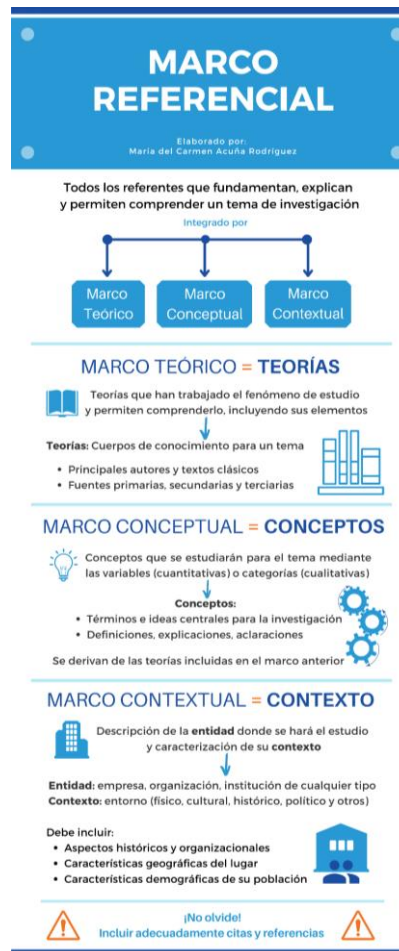 MARCO
REFERENCIAL
Elaborado por:
María del Carmen Acuña Rodríguez
Todos los referentes que fundamentan, explican
y permiten comprender un tema de investigación
Integrado por
Marco
Teórico
Marco
Conceptual
Marco
Contextual
MARCO TEÓRICO = TEORÍAS
Teorías que han trabajado el fenómeno de estudio
y permiten comprenderlo, incluyendo sus elementos
Teorías: Cuerpos de conocimiento para un tema
• Principales autores y textos clásicos
• Fuentes primarias, secundarias y terciarias
MARCO CONCEPTUAL = CONCEPTOS
Conceptos que se estudiarán para el tema mediante
las variables (cuantitativas) o categorías (cualitativas)
Conceptos:
• Términos e ideas centrales para la investigación
• Definiciones, explicaciones, aclaraciones
Se derivan de las teorías incluidas en el marco anterior
MARCO CONTEXTUAL = CONTEXTO
Descripción de la entidad donde se hará el estudio
y caracterización de su contexto
Entidad: empresa, organización, institución de cualquier tipo
Contexto: entorno (físico, cultural, histórico, político y otros)
Debe incluir:
• Aspectos históricos y organizacionales
• Características geográficas del lugar
• Características demográficas de su población
¡No olvide!
Incluir adecuadamente citas y referencias